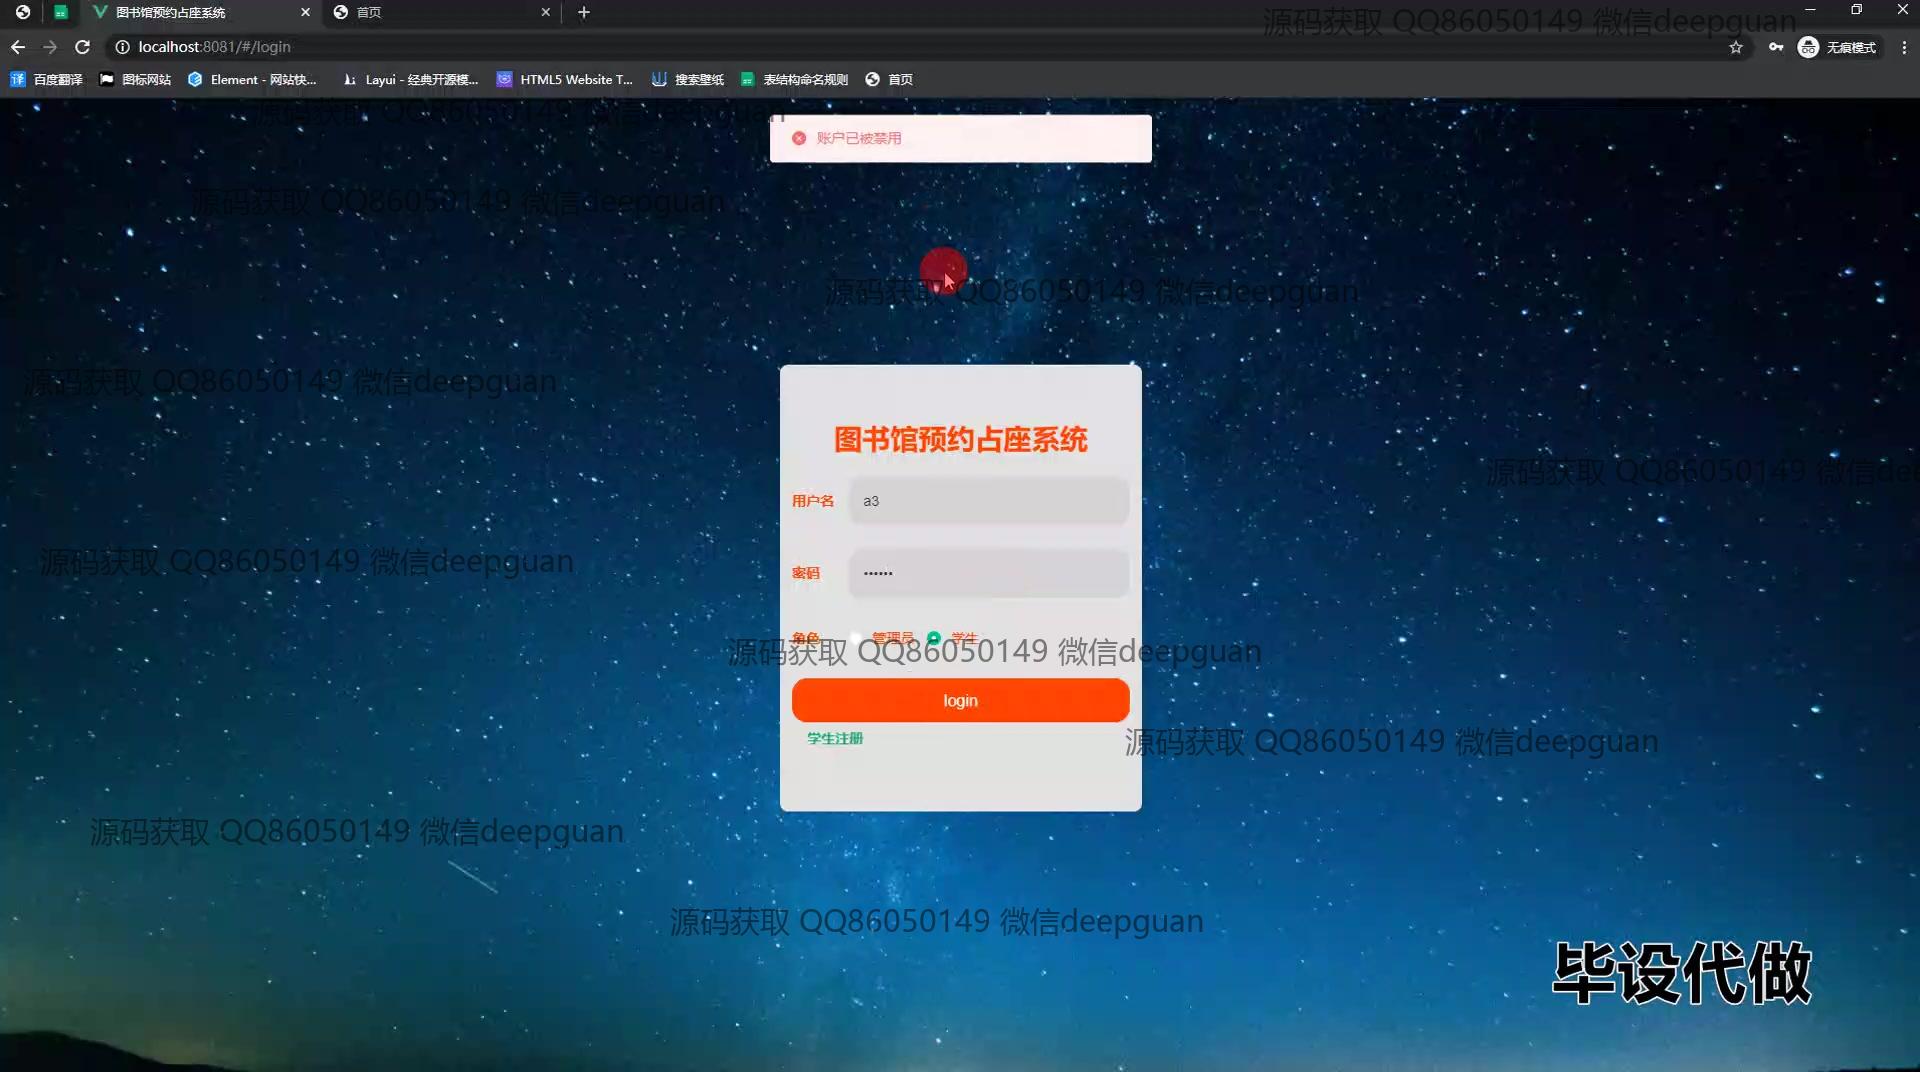 图书馆预约占座系统
首页
源码获取 QQ86050149 微信deepguan
localhost:8081/#/login
无痕模式
百度翻译
图标网站
Element - 网站快...
Layui - 经典开源模...
HTML5 Website T...
搜索壁纸
表结构命名规则
首页
源码获取 QQ86050149 微信deepguan
账户已被禁用
源码获取 QQ86050149 微信deepguan
源码获取 QQ86050149 微信deepguan
源码获取 QQ86050149 微信deepguan
图书馆预约占座系统
源码获取 QQ86050149 微信dee
用户名
a3
源码获取 QQ86050149 微信deepguan
密码
••••••
角色
管理员
学生
源码获取 QQ86050149 微信deepguan
login
学生注册
源码获取 QQ86050149 微信deepguan
源码获取 QQ86050149 微信deepguan
源码获取 QQ86050149 微信deepguan
毕设代做